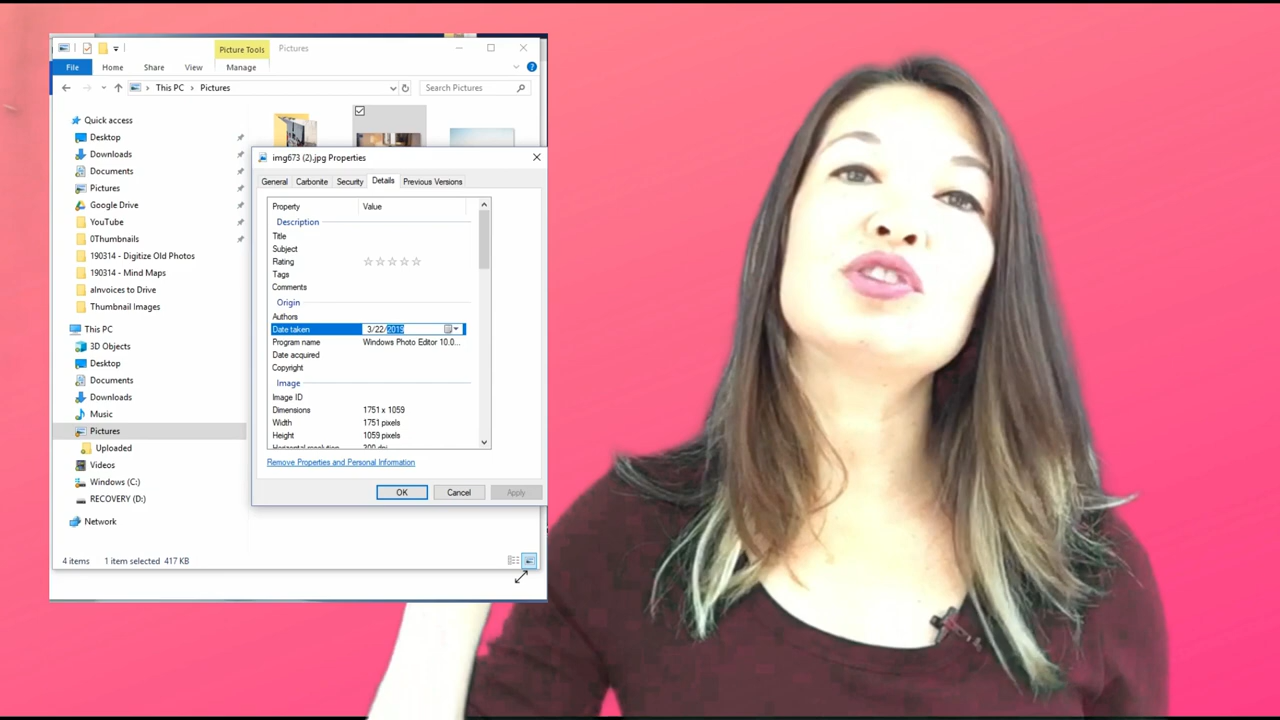 Picture Tools Pictures
File Home Share View Manage
This PC Pictures Search Pictures
Quick access
Desktop
Downloads
Documents
Pictures
Google Drive
YouTube
0Thumbnails
190314 - Digitize Old Photos
190314 - Mind Maps
aInvoices to Drive
Thumbnail Images
This PC
3D Objects
Desktop
Documents
Downloads
Music
Pictures
Uploaded
Videos
Windows (C:)
RECOVERY (D:)
Network
4 items 1 item selected 417 KB
img673 (2).jpg Properties
General Carbonite Security Details Previous Versions
Property Value
Description
Title
Subject
Rating
Tags
Comments
Origin
Authors
Date taken 3/22/2019
Program name Windows Photo Editor 10.0...
Date acquired
Copyright
Image
Image ID
Dimensions 1751 x 1059
Width 1751 pixels
Height 1059 pixels
Horizontal resolution 300 dpi
Remove Properties and Personal Information
OK Cancel Apply